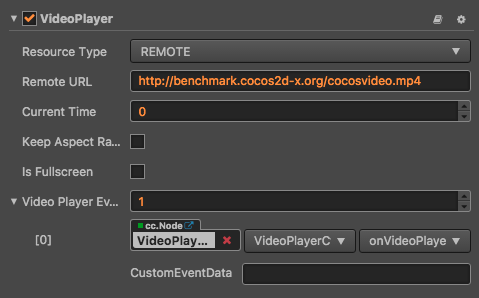 VideoPlayer
Resource Type REMOTE
Remote URL http://benchmark.cocos2d-x.org/cocosvideo.mp4
Current Time 0
Keep Aspect Ra...
Is Fullscreen
Video Player Ev... 1
cc.Node
[0] VideoPlay... VideoPlayerC onVideoPlaye
CustomEventData